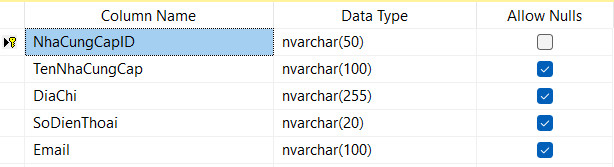 Column Name Data Type Allow Nulls
NhaCungCapID nvarchar(50)
TenNhaCungCap nvarchar(100)
DiaChi nvarchar(255)
SoDienThoai nvarchar(20)
Email nvarchar(100)